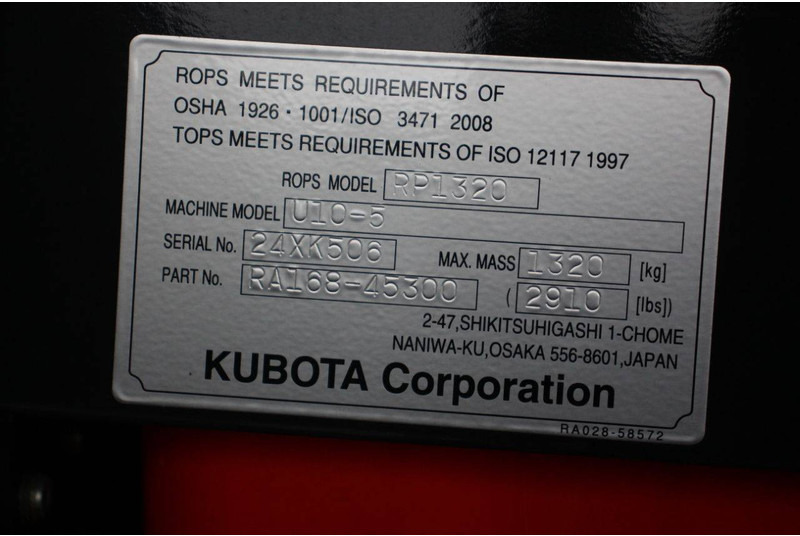 ROPS MEETS REQUIREMENTS OF
OSHA 1926・1001/ISO 3471 2008
TOPS MEETS REQUIREMENTS OF ISO 12117 1997
ROPS MODEL RP1320
MACHINE MODEL U10-5
SERIAL No. 24XK506 MAX. MASS 1320 [kg]
PART No. RA168-45300 ( 2910 [lbs])
2-47,SHIKITSUHIGASHI 1-CHOME
NANIWA-KU,OSAKA 556-8601,JAPAN
KUBOTA Corporation
RA028-58572